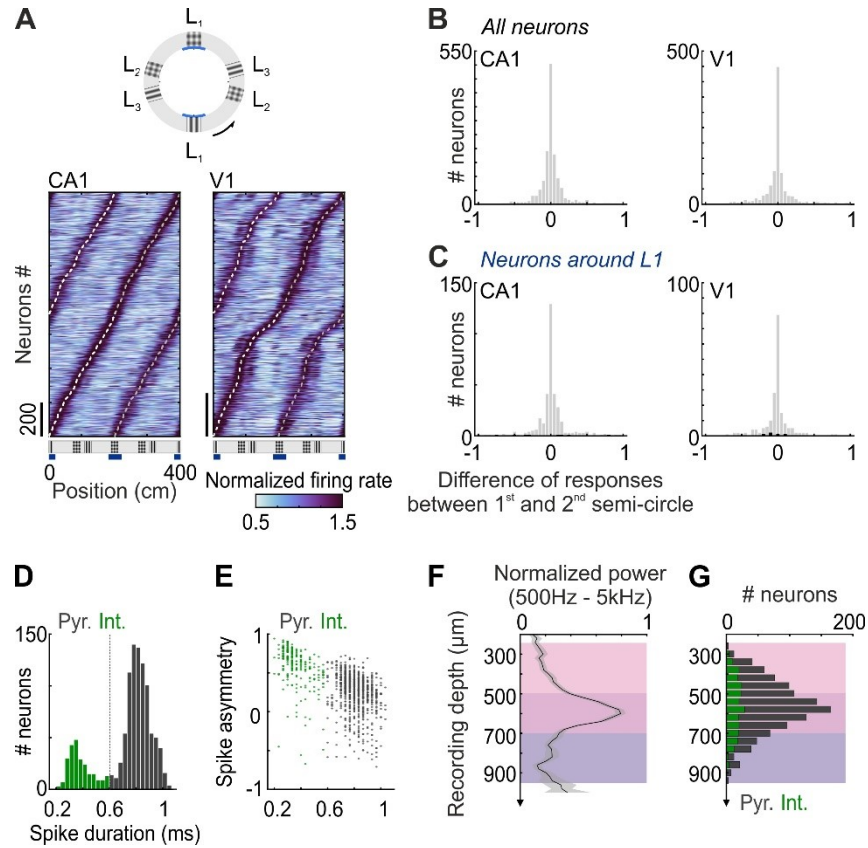 A
L1
L2
L3
L3
L2
L1
CA1
V1
Neurons #
200
0
400
Position (cm)
Normalized firing rate
0.5
1.5
B
All neurons
CA1
V1
# neurons
550
0
-1
0
1
500
0
-1
0
1
C
Neurons around L1
CA1
V1
# neurons
150
0
-1
0
1
100
0
-1
0
1
Difference of responses
between 1st and 2nd semi-circle
D
Pyr. Int.
# neurons
150
0
0.2
0.6
1
Spike duration (ms)
E
Pyr. Int.
Spike asymmetry
1
0
-1
0.2
0.6
1
F
Normalized power
(500Hz - 5kHz)
0
1
Recording depth (µm)
300
500
700
900
G
# neurons
0
200
300
500
700
900
Pyr. Int.